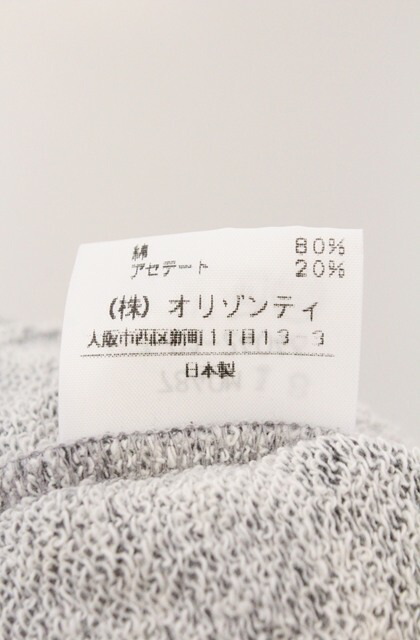 綿 80%
アセテート 20%
(株) オリゾンティ
大阪市西区新町1丁目13-3
日本製